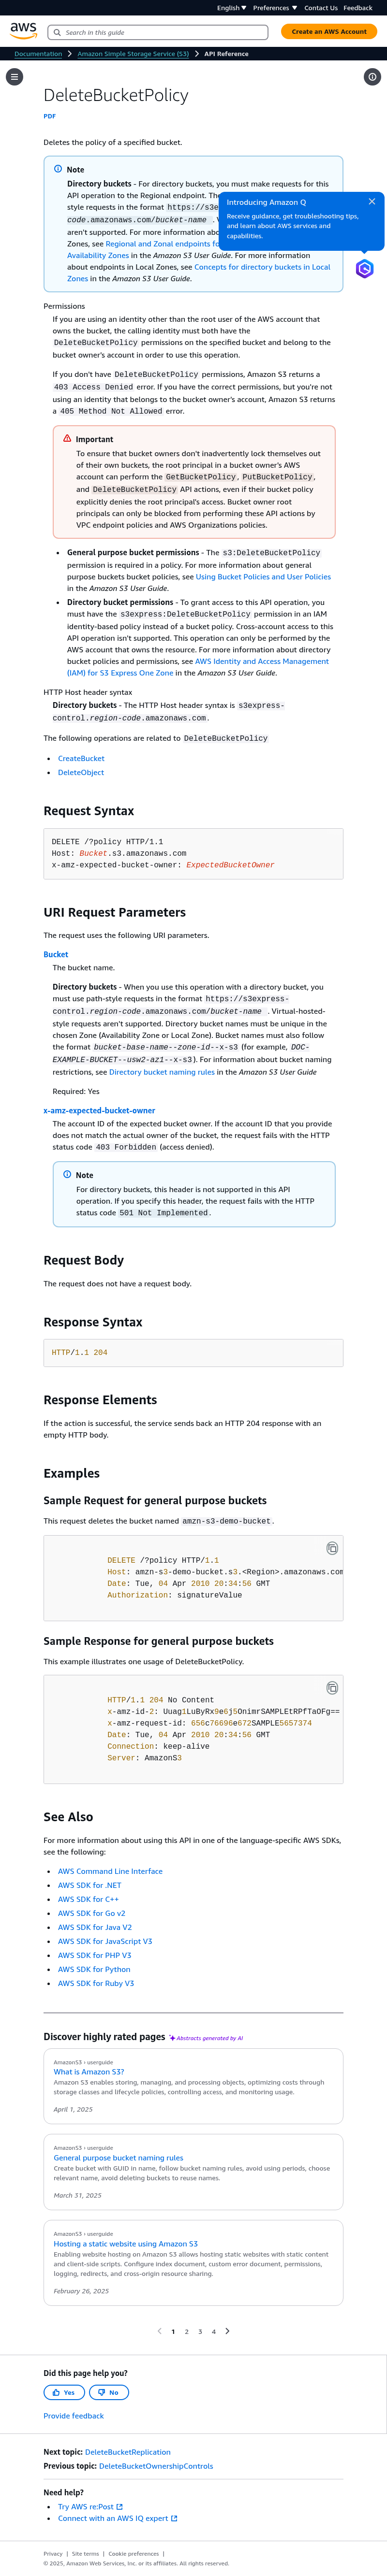 English Preferences Contact Us Feedback
aws
Search in this guide
Create an AWS Account
Documentation Amazon Simple Storage Service (S3) API Reference
DeleteBucketPolicy
PDF
Deletes the policy of a specified bucket.
Note
Directory buckets - For directory buckets, you must make requests for this
API operation to the Regional endpoint. The
style requests in the format https://s3e
code.amazonaws.com/bucket-name . V
aren't supported. For more information abou
Zones, see Regional and Zonal endpoints fo
Availability Zones in the Amazon S3 User Guide. For more information
about endpoints in Local Zones, see Concepts for directory buckets in Local
Zones in the Amazon S3 User Guide.
Introducing Amazon Q
Receive guidance, get troubleshooting tips,
and learn about AWS services and
capabilities.
Permissions
If you are using an identity other than the root user of the AWS account that
owns the bucket, the calling identity must both have the
DeleteBucketPolicy permissions on the specified bucket and belong to the
bucket owner's account in order to use this operation.
If you don't have DeleteBucketPolicy permissions, Amazon S3 returns a
403 Access Denied error. If you have the correct permissions, but you're not
using an identity that belongs to the bucket owner's account, Amazon S3 returns
a 405 Method Not Allowed error.
Important
To ensure that bucket owners don't inadvertently lock themselves out
of their own buckets, the root principal in a bucket owner's AWS
account can perform the GetBucketPolicy, PutBucketPolicy,
and DeleteBucketPolicy API actions, even if their bucket policy
explicitly denies the root principal's access. Bucket owner root
principals can only be blocked from performing these API actions by
VPC endpoint policies and AWS Organizations policies.
• General purpose bucket permissions - The s3:DeleteBucketPolicy
permission is required in a policy. For more information about general
purpose buckets bucket policies, see Using Bucket Policies and User Policies
in the Amazon S3 User Guide.
• Directory bucket permissions - To grant access to this API operation, you
must have the s3express:DeleteBucketPolicy permission in an IAM
identity-based policy instead of a bucket policy. Cross-account access to this
API operation isn't supported. This operation can only be performed by the
AWS account that owns the resource. For more information about directory
bucket policies and permissions, see AWS Identity and Access Management
(IAM) for S3 Express One Zone in the Amazon S3 User Guide.
HTTP Host header syntax
Directory buckets - The HTTP Host header syntax is s3express-
control.region-code.amazonaws.com.
The following operations are related to DeleteBucketPolicy
• CreateBucket
• DeleteObject
Request Syntax
DELETE /?policy HTTP/1.1
Host: Bucket.s3.amazonaws.com
x-amz-expected-bucket-owner: ExpectedBucketOwner
URI Request Parameters
The request uses the following URI parameters.
Bucket
The bucket name.
Directory buckets - When you use this operation with a directory bucket, you
must use path-style requests in the format https://s3express-
control.region-code.amazonaws.com/bucket-name . Virtual-hosted-
style requests aren't supported. Directory bucket names must be unique in the
chosen Zone (Availability Zone or Local Zone). Bucket names must also follow
the format bucket-base-name--zone-id--x-s3 (for example, DOC-
EXAMPLE-BUCKET--usw2-az1--x-s3). For information about bucket naming
restrictions, see Directory bucket naming rules in the Amazon S3 User Guide
Required: Yes
x-amz-expected-bucket-owner
The account ID of the expected bucket owner. If the account ID that you provide
does not match the actual owner of the bucket, the request fails with the HTTP
status code 403 Forbidden (access denied).
Note
For directory buckets, this header is not supported in this API
operation. If you specify this header, the request fails with the HTTP
status code 501 Not Implemented.
Request Body
The request does not have a request body.
Response Syntax
HTTP/1.1 204
Response Elements
If the action is successful, the service sends back an HTTP 204 response with an
empty HTTP body.
Examples
Sample Request for general purpose buckets
This request deletes the bucket named amzn-s3-demo-bucket.
DELETE /?policy HTTP/1.1
Host: amzn-s3-demo-bucket.s3.<Region>.amazonaws.com
Date: Tue, 04 Apr 2010 20:34:56 GMT
Authorization: signatureValue
Sample Response for general purpose buckets
This example illustrates one usage of DeleteBucketPolicy.
HTTP/1.1 204 No Content
x-amz-id-2: Uuag1LuByRx9e6j5OnimrSAMPLEtRPfTaOFg==
x-amz-request-id: 656c76696e672SAMPLE5657374
Date: Tue, 04 Apr 2010 20:34:56 GMT
Connection: keep-alive
Server: AmazonS3
See Also
For more information about using this API in one of the language-specific AWS SDKs,
see the following:
• AWS Command Line Interface
• AWS SDK for .NET
• AWS SDK for C++
• AWS SDK for Go v2
• AWS SDK for Java V2
• AWS SDK for JavaScript V3
• AWS SDK for PHP V3
• AWS SDK for Python
• AWS SDK for Ruby V3
Discover highly rated pages Abstracts generated by AI
AmazonS3 › userguide
What is Amazon S3?
Amazon S3 enables storing, managing, and processing objects, optimizing costs through
storage classes and lifecycle policies, controlling access, and monitoring usage.
April 1, 2025
AmazonS3 › userguide
General purpose bucket naming rules
Create bucket with GUID in name, follow bucket naming rules, avoid using periods, choose
relevant name, avoid deleting buckets to reuse names.
March 31, 2025
AmazonS3 › userguide
Hosting a static website using Amazon S3
Enabling website hosting on Amazon S3 allows hosting static websites with static content
and client-side scripts. Configure index document, custom error document, permissions,
logging, redirects, and cross-origin resource sharing.
February 26, 2025
1 2 3 4
Did this page help you?
Yes No
Provide feedback
Next topic: DeleteBucketReplication
Previous topic: DeleteBucketOwnershipControls
Need help?
• Try AWS re:Post
• Connect with an AWS IQ expert
Privacy | Site terms | Cookie preferences |
© 2025, Amazon Web Services, Inc. or its affiliates. All rights reserved.